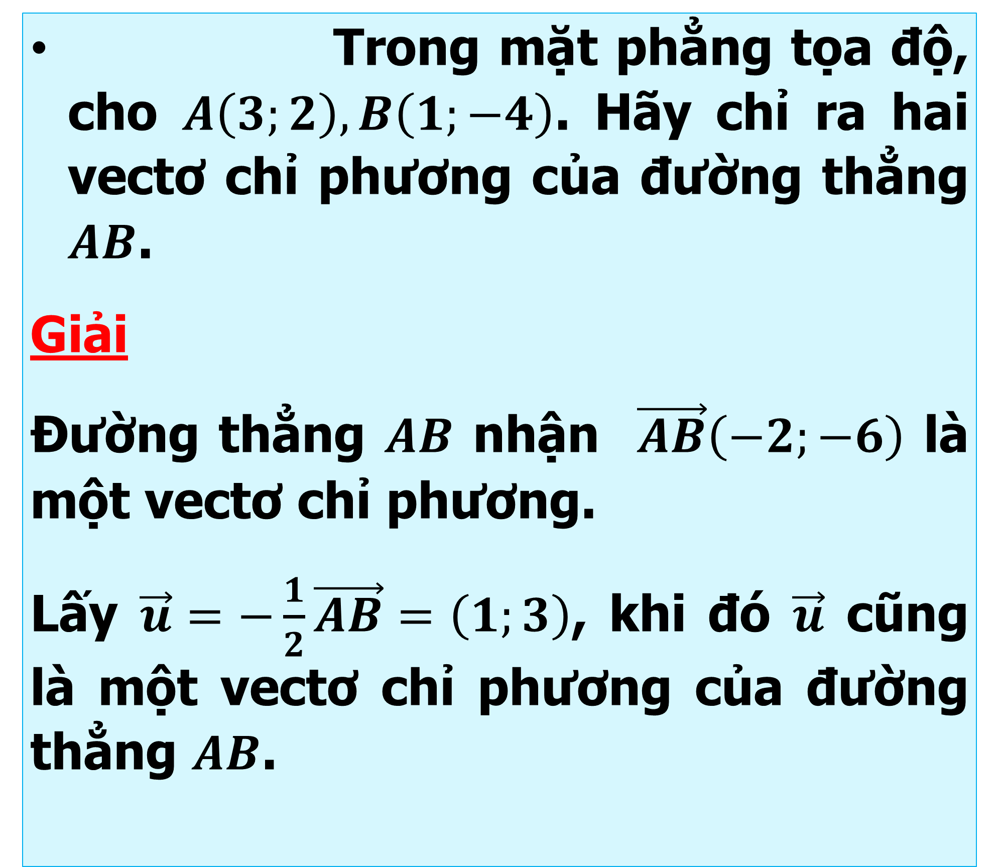 • Trong mặt phẳng tọa độ,
cho A(3; 2), B(1; −4). Hãy chỉ ra hai
vectơ chỉ phương của đường thẳng
AB.
Giải
Đường thẳng AB nhận $\overrightarrow{AB}$(−2; −6) là
một vectơ chỉ phương.
Lấy $\overrightarrow{u} = -\frac{1}{2}\overrightarrow{AB}$ = (1; 3), khi đó $\overrightarrow{u}$ cũng
là một vectơ chỉ phương của đường
thẳng AB.